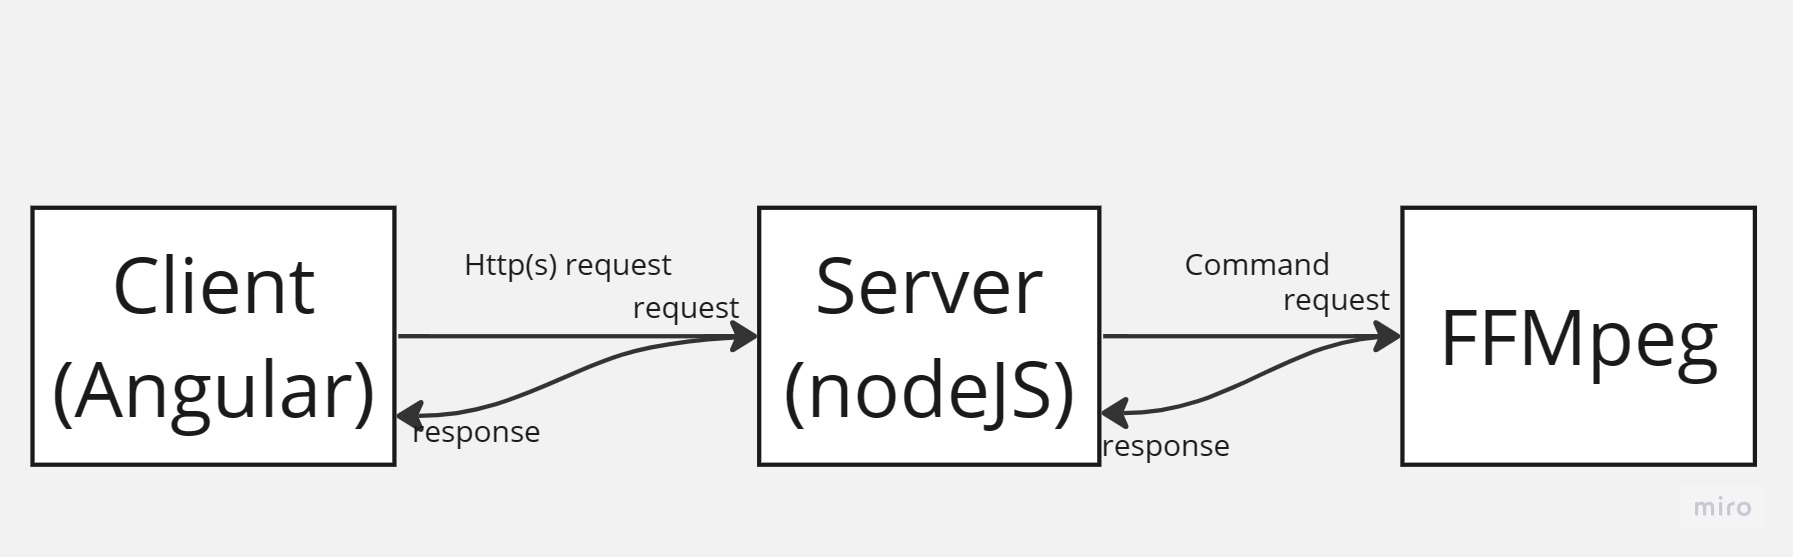 Client
(Angular)
Http(s) request
request
response
Server
(nodeJS)
Command
request
response
FFMpeg
miro